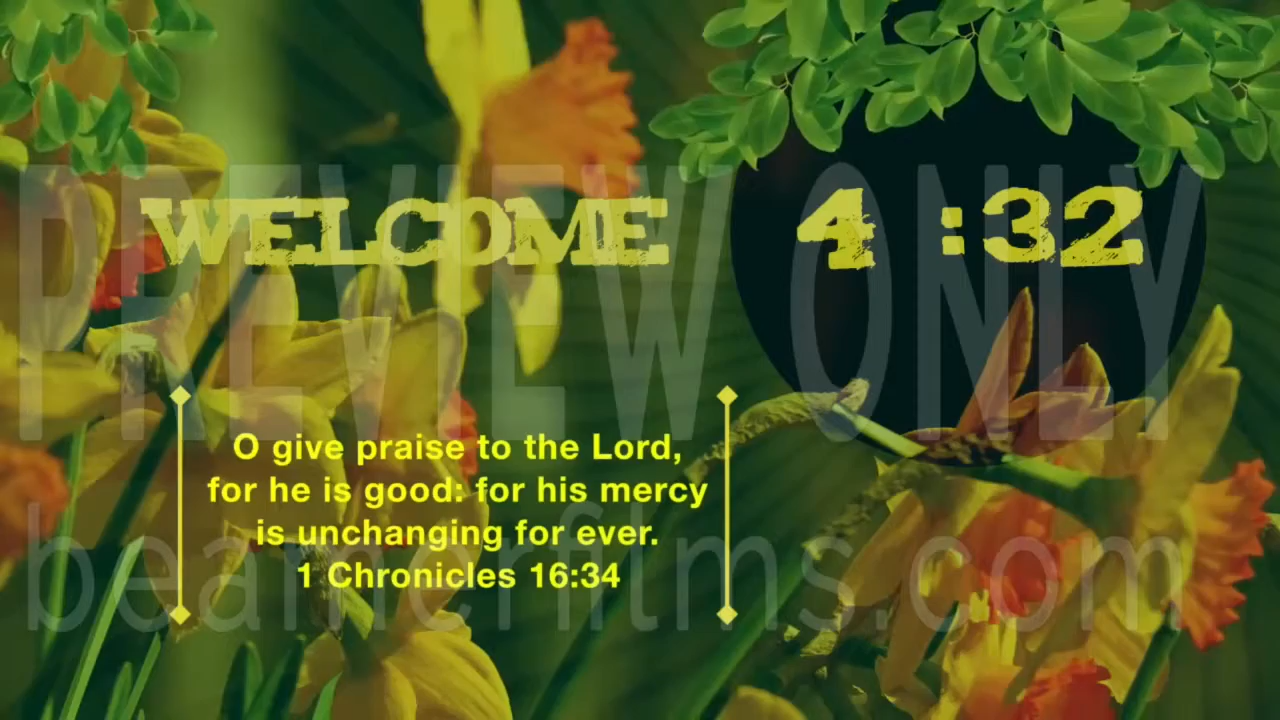 PREVIEW ONLY
WELCOME
4:32
O give praise to the Lord,
for he is good: for his mercy
is unchanging for ever.
1 Chronicles 16:34
beamerfilms.com